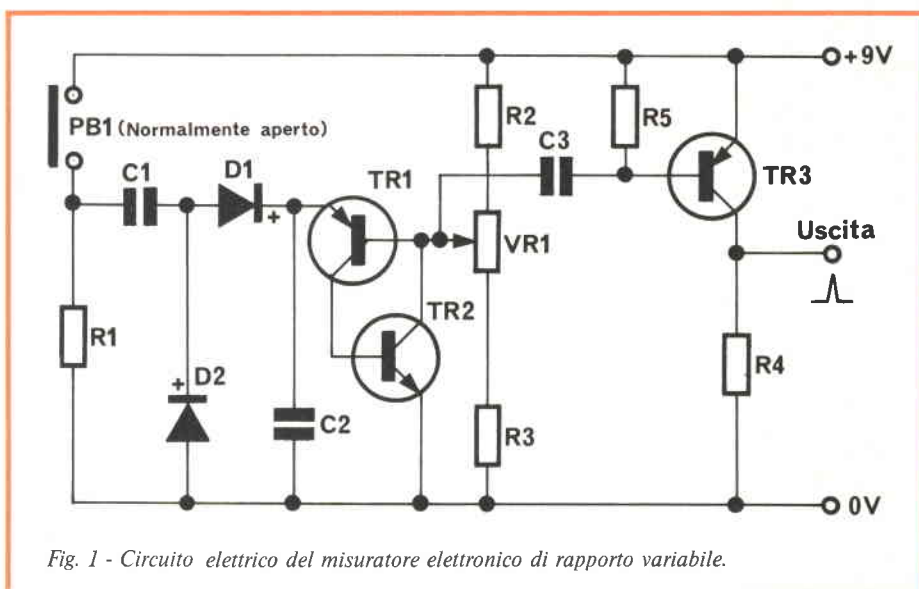 +9V
PB1 (Normalmente aperto)
R2
R5
C3
C1
D1
TR1
TR3
VR1
Uscita
TR2
R1
R4
+
+
D2
C2
R3
0V
Fig. 1 - Circuito elettrico del misuratore elettronico di rapporto variabile.